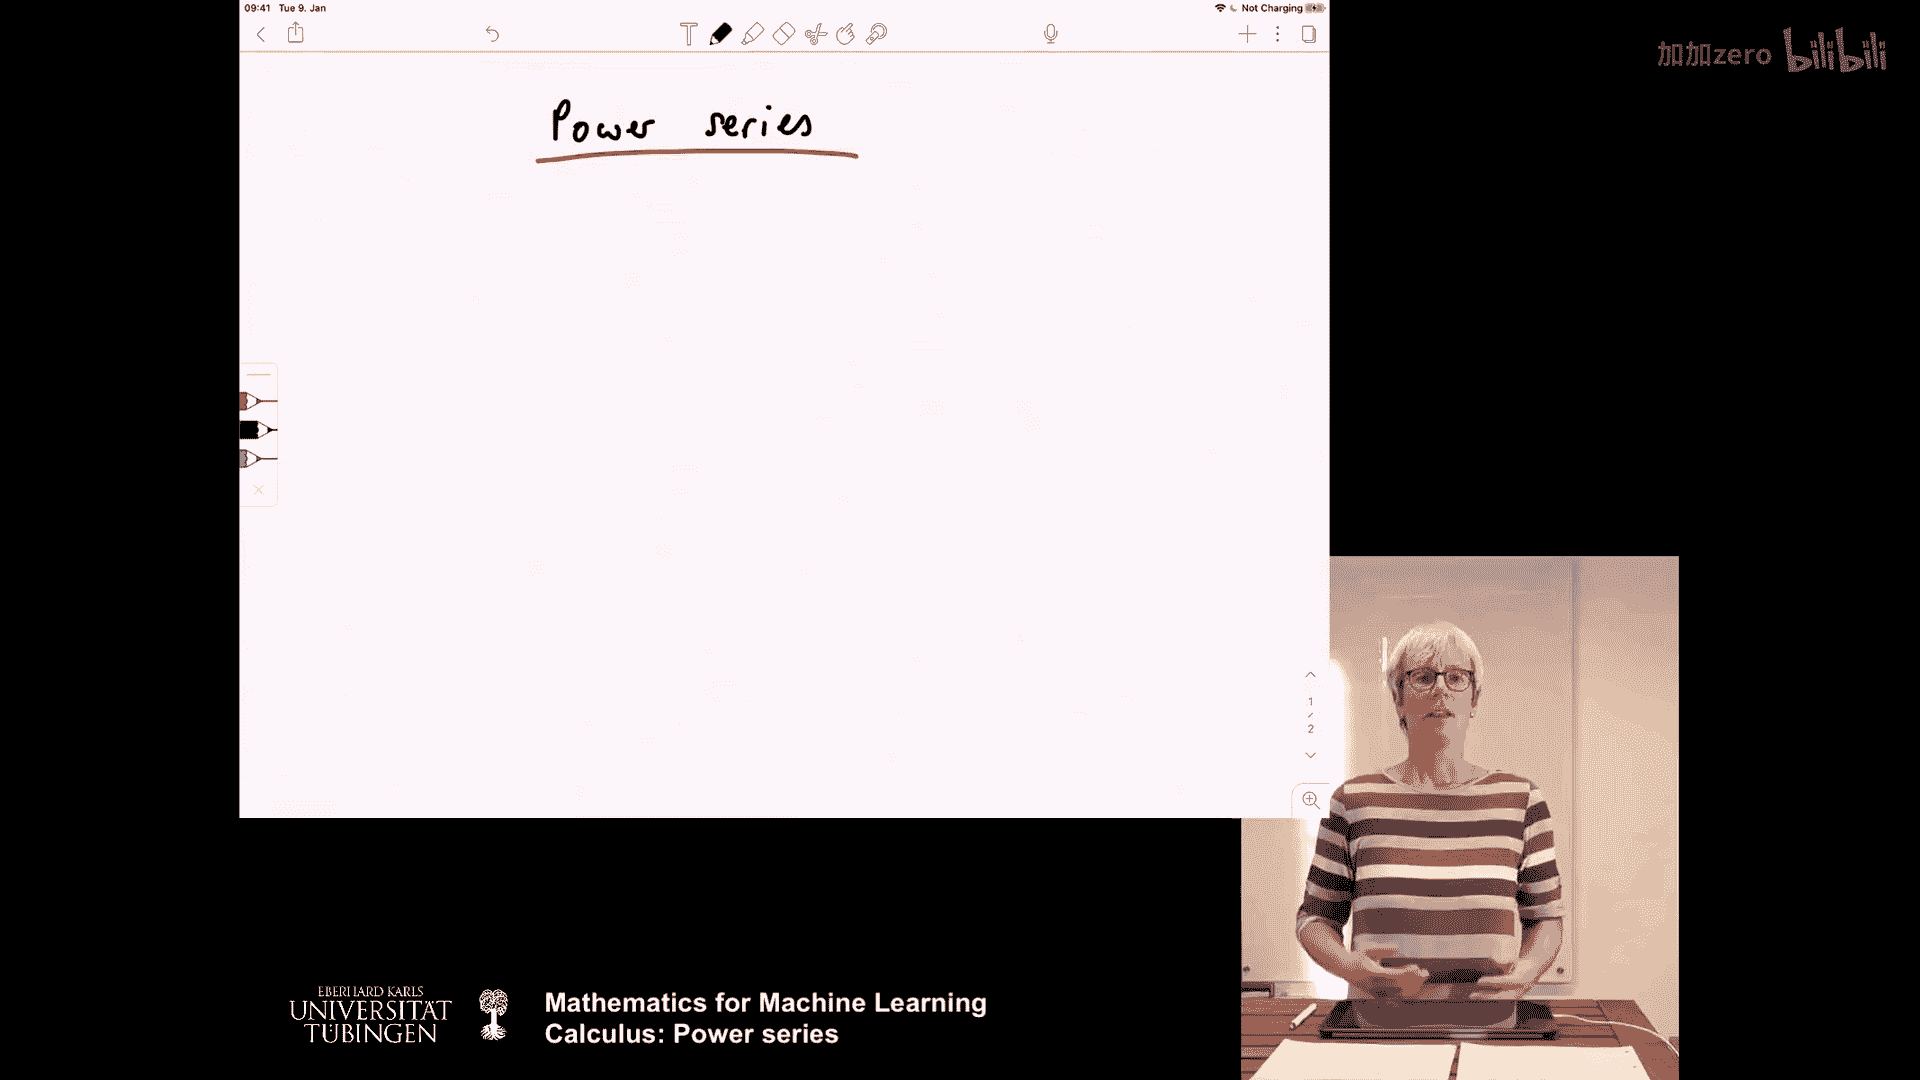 09:41 Tue 9. Jan
Not Charging
加加zero bilibili
Power series
1
2
EBERHARD KARLS
UNIVERSITÄT
TÜBINGEN
Mathematics for Machine Learning
Calculus: Power series